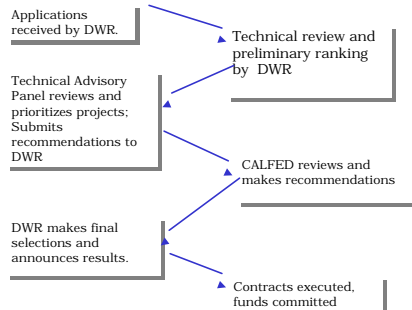 Applications
received by DWR.
Technical review and
preliminary ranking
by DWR
Technical Advisory
Panel reviews and
prioritizes projects;
Submits
recommendations to
DWR
CALFED reviews and
makes recommendations
DWR makes final
selections and
announces results.
Contracts executed,
funds committed